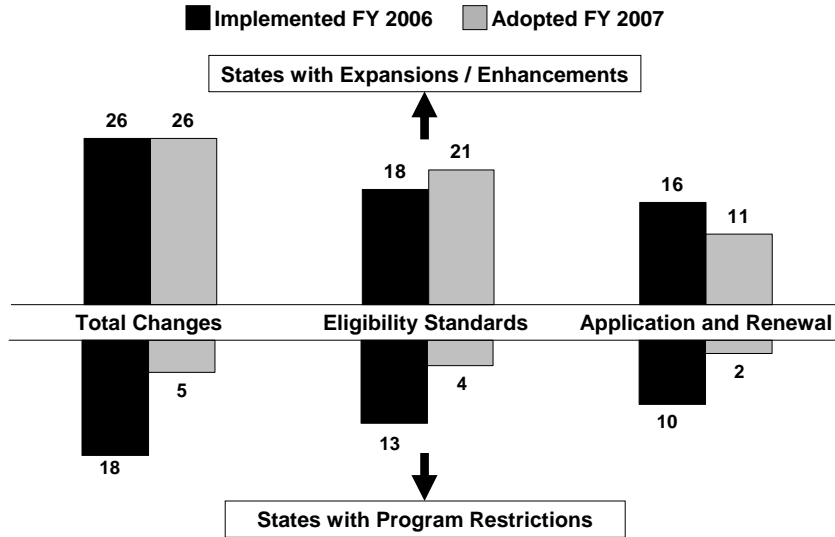 Implemented FY 2006 Adopted FY 2007
States with Expansions / Enhancements
26 26
18 21
16 11
Total Changes Eligibility Standards Application and Renewal
18 5
13 4
10 2
States with Program Restrictions